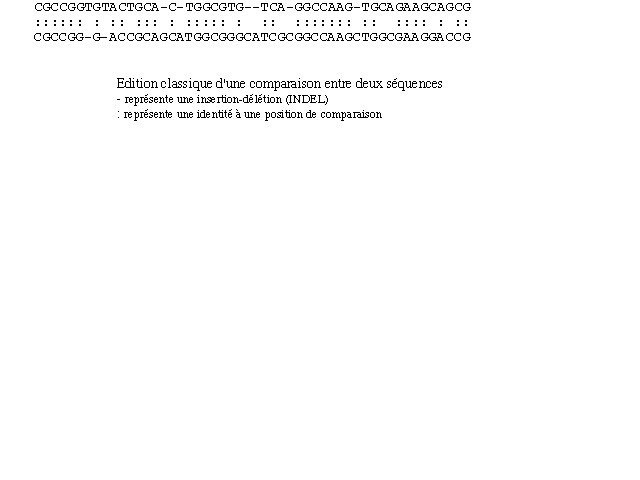 CGCCGGTGTACTGCA-C-TGGCGTG--TCA-GGCCAAG-TGCAGAAGCAGCG
:::::: : :: ::: : ::::: :  ::  ::::::: ::  :::: : ::
CGCCGG-G-ACCGCAGCATGGCGGGCATCGCGGCCAAGCTGGCGAAGGACCG
Edition classique d'une comparaison entre deux séquences
- représente une insertion-délétion (INDEL)
: représente une identité à une position de comparaison